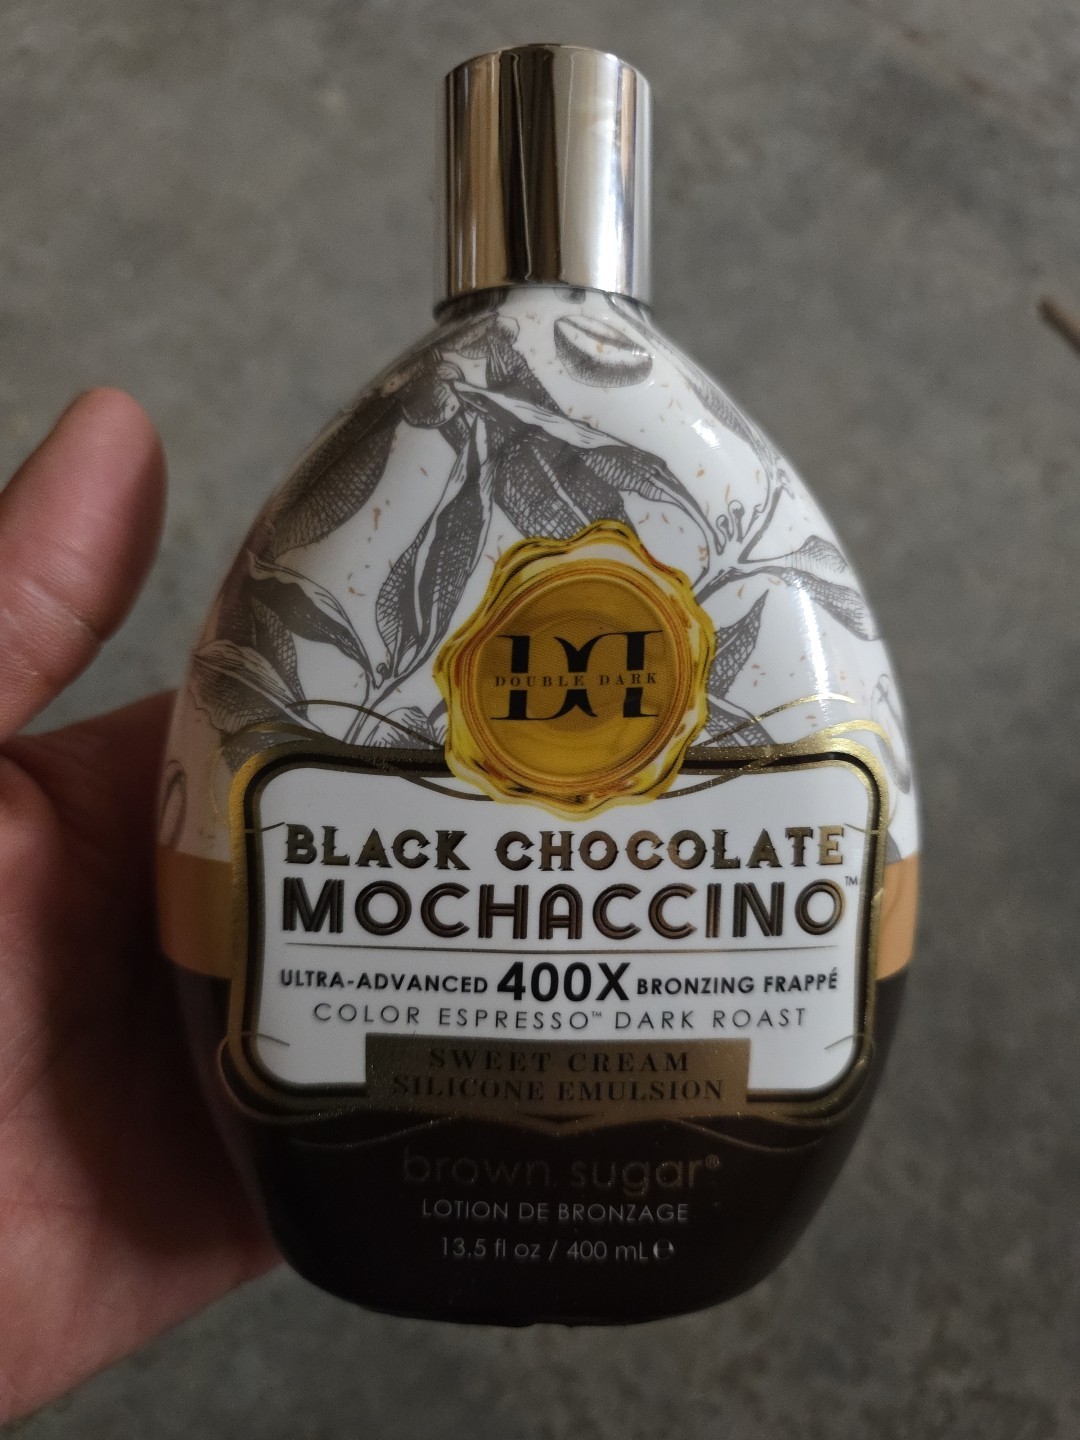 DD
DOUBLE DARK
BLACK CHOCOLATE
MOCHACCINO™
ULTRA-ADVANCED 400X BRONZING FRAPPÉ
COLOR ESPRESSO™ DARK ROAST
SWEET CREAM
SILICONE EMULSION
brown sugar®
LOTION DE BRONZAGE
13.5 fl oz / 400 mL ℮